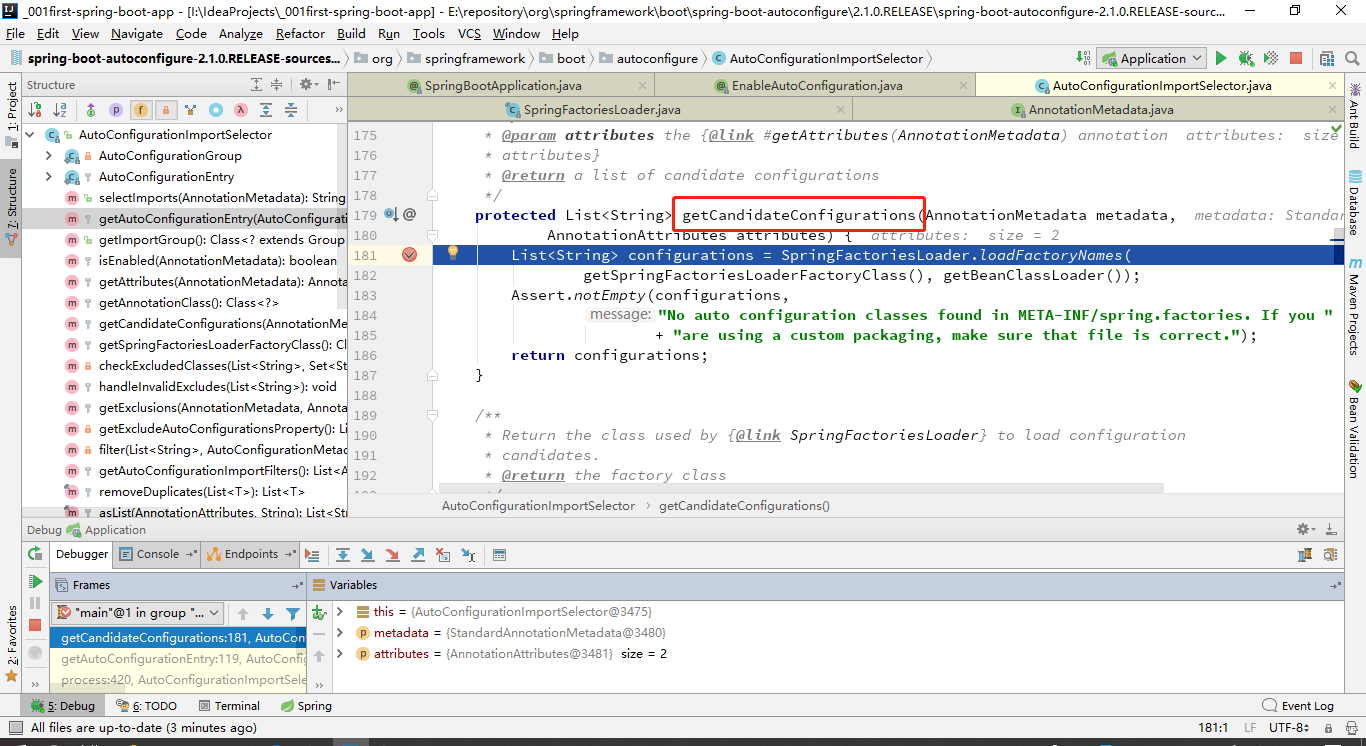 _001first-spring-boot-app - [I:\IdeaProjects\_001first-spring-boot-app] - E:\repository\org\springframework\boot\spring-boot-autoconfigure\2.1.0.RELEASE\spring-boot-autoconfigure-2.1.0.RELEASE-sourc...
File Edit View Navigate Code Analyze Refactor Build Run Tools VCS Window Help
spring-boot-autoconfigure-2.1.0.RELEASE-sources... org springframework boot autoconfigure AutoConfigurationImportSelector Application
1: Project
7: Structure
2: Favorites
Structure
AutoConfigurationImportSelector
AutoConfigurationGroup
AutoConfigurationEntry
selectImports(AnnotationMetadata): String
getAutoConfigurationEntry(AutoConfigurati
getImportGroup(): Class<? extends Group
isEnabled(AnnotationMetadata): boolean
getAttributes(AnnotationMetadata): Annota
getAnnotationClass(): Class<?>
getCandidateConfigurations(AnnotationMe
getSpringFactoriesLoaderFactoryClass(): Cl
checkExcludedClasses(List<String>, Set<St
handleInvalidExcludes(List<String>): void
getExclusions(AnnotationMetadata, Annota
getExcludeAutoConfigurationsProperty(): Li
filter(List<String>, AutoConfigurationMetad
getAutoConfigurationImportFilters(): List<A
removeDuplicates(List<T>): List<T>
asList(AnnotationAttributes, String): List<St
SpringBootApplication.java EnableAutoConfiguration.java AutoConfigurationImportSelector.java
SpringFactoriesLoader.java AnnotationMetadata.java
175 * @param attributes the {@link #getAttributes(AnnotationMetadata) annotation attributes: size
176 * attributes}
177 * @return a list of candidate configurations
178 */
179 @ protected List<String> getCandidateConfigurations(AnnotationMetadata metadata, metadata: Standar
180 AnnotationAttributes attributes) { attributes: size = 2
181 List<String> configurations = SpringFactoriesLoader.loadFactoryNames(
182 getSpringFactoriesLoaderFactoryClass(), getBeanClassLoader());
183 Assert.notEmpty(configurations,
184 message: "No auto configuration classes found in META-INF/spring.factories. If you "
185 + "are using a custom packaging, make sure that file is correct.");
186 return configurations;
187 }
188
189 /**
190 * Return the class used by {@link SpringFactoriesLoader} to load configuration
191 * candidates.
192 * @return the factory class
AutoConfigurationImportSelector getCandidateConfigurations()
Ant Build
Database
Maven Projects
Bean Validation
Debug Application
Debugger Console Endpoints
Frames
"main"@1 in group "...
getCandidateConfigurations:181, AutoCon
getAutoConfigurationEntry:119, AutoConfig
process:420, AutoConfigurationImportSele
Variables
this = {AutoConfigurationImportSelector@3475}
metadata = {StandardAnnotationMetadata@3480}
attributes = {AnnotationAttributes@3481} size = 2
5: Debug 6: TODO Terminal Spring Event Log
All files are up-to-date (3 minutes ago) 181:1 LF UTF-8